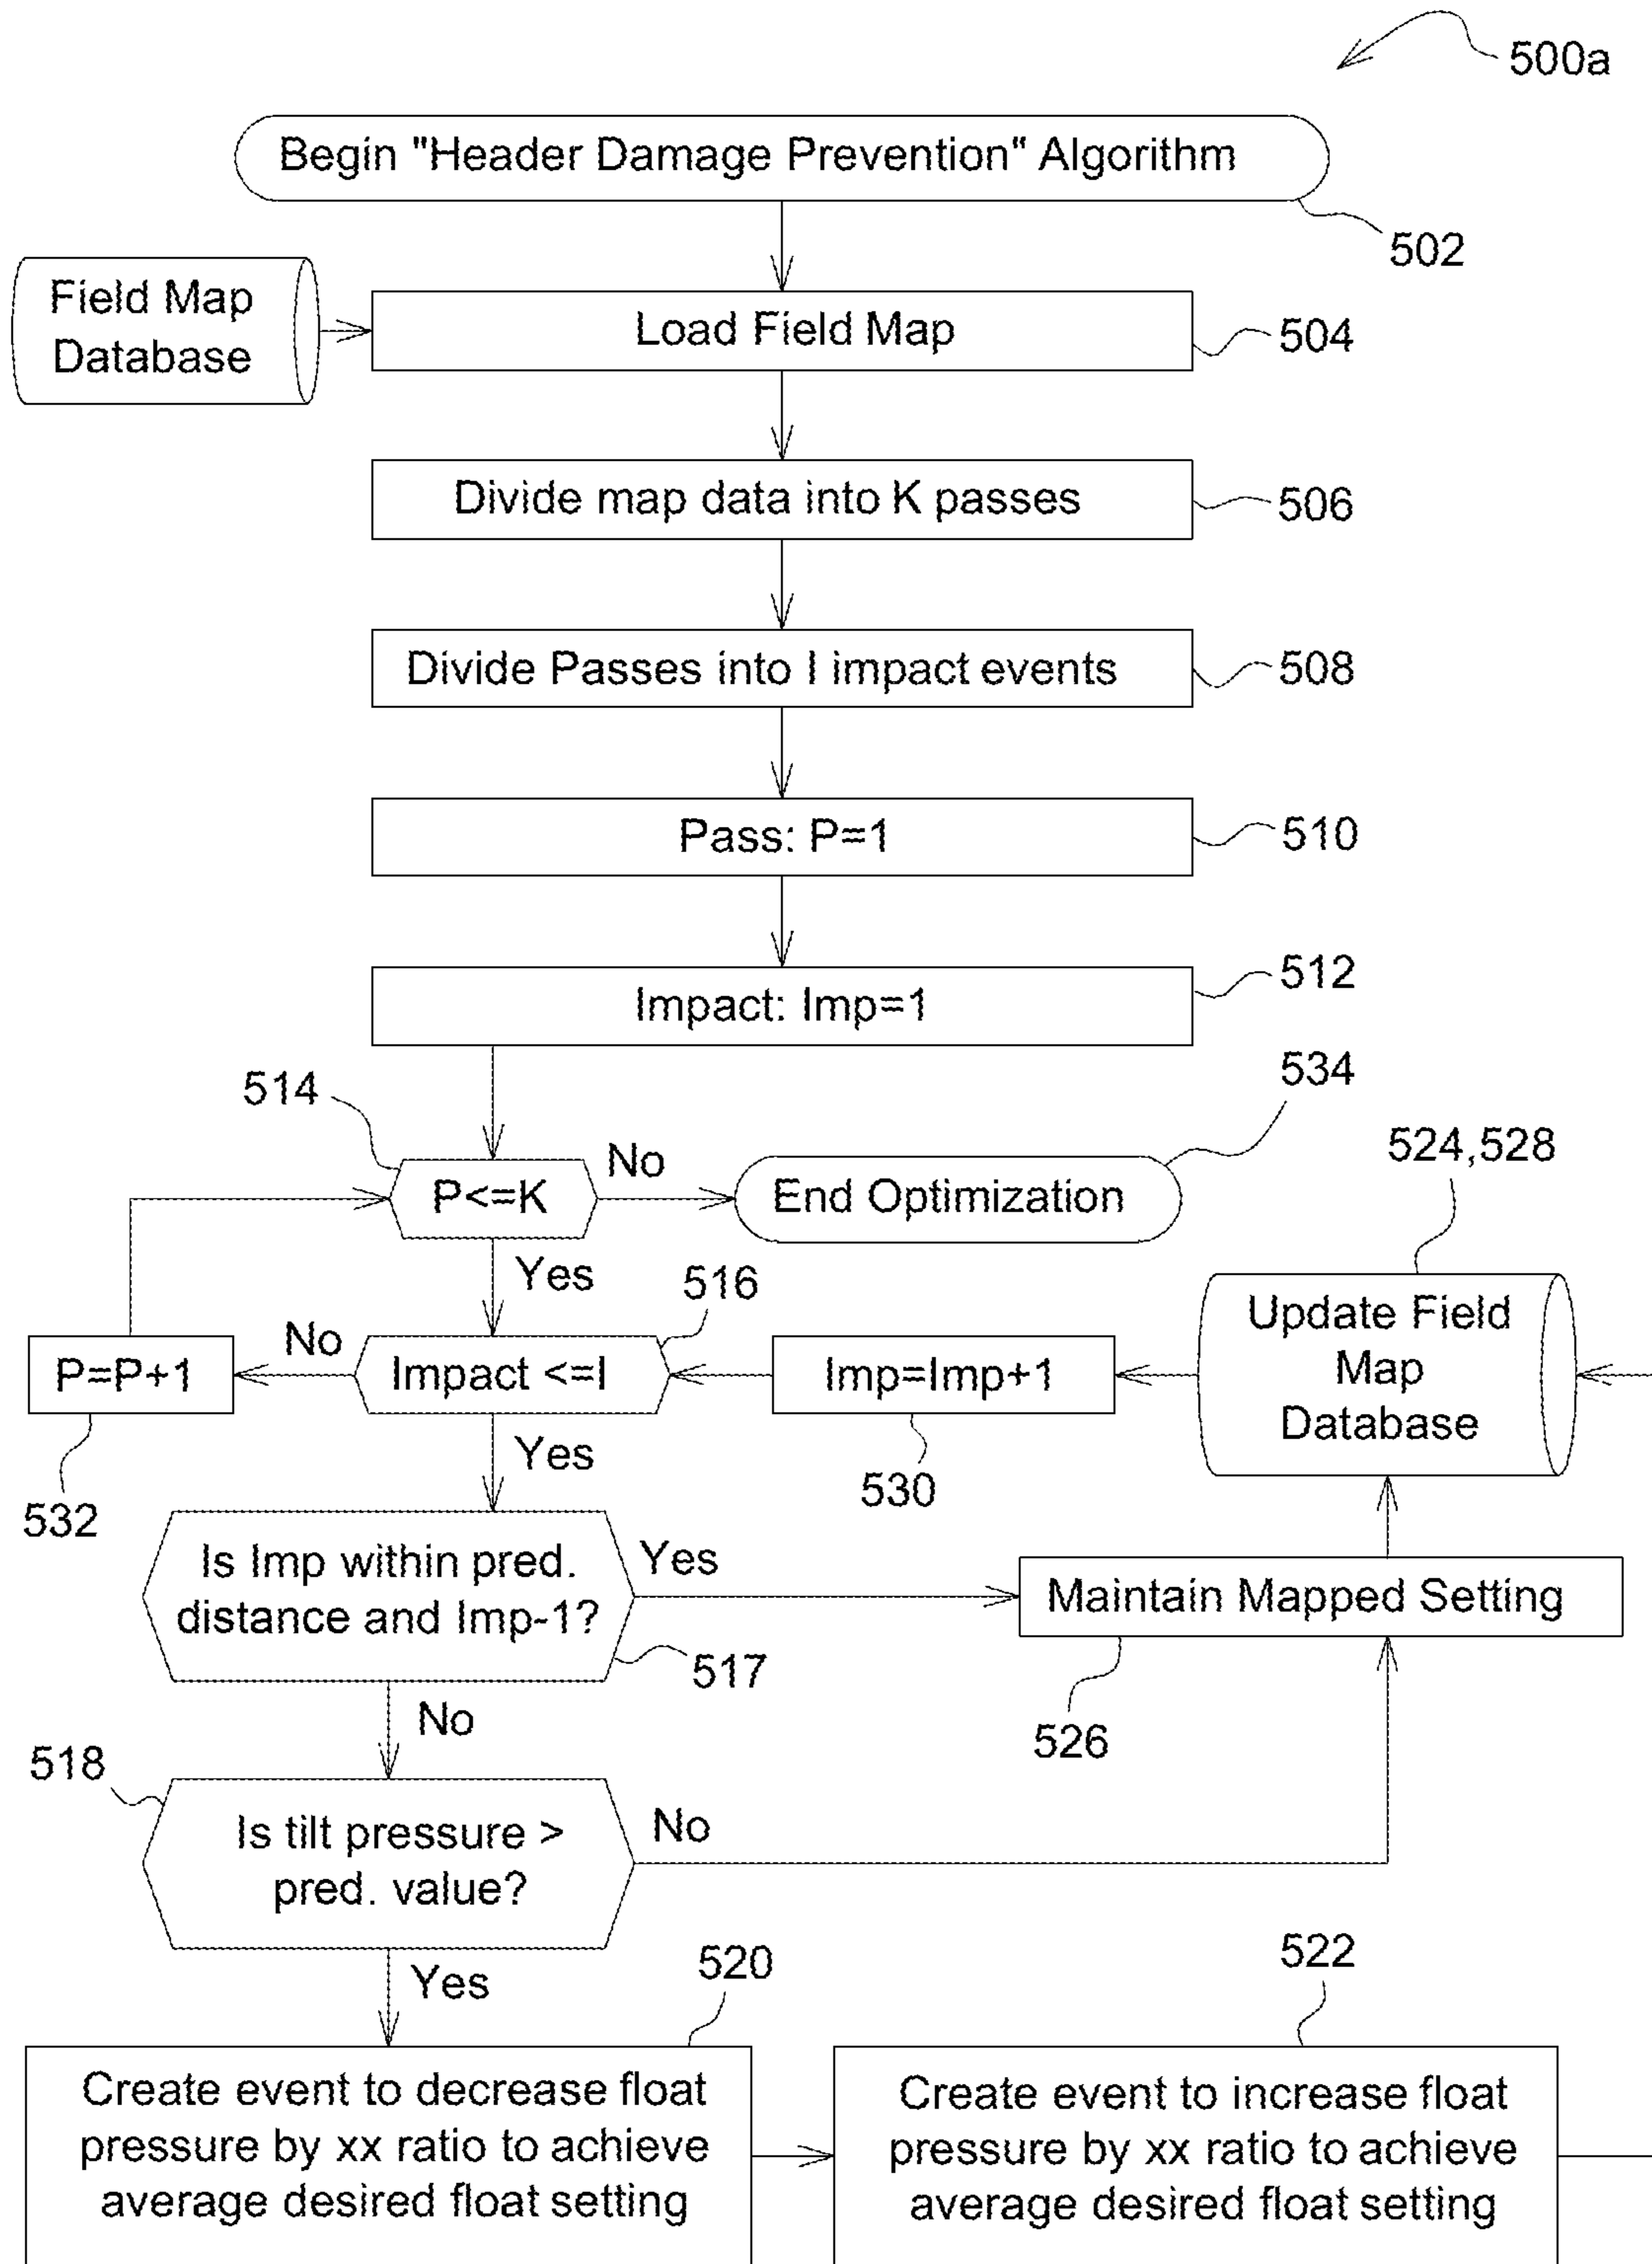 500a
Begin "Header Damage Prevention" Algorithm
502
Field Map
Database
Load Field Map
504
Divide map data into K passes
506
Divide Passes into I impact events
508
Pass: P=1
510
Impact: Imp=1
512
514
534
P<=K
No
End Optimization
524,528
Yes
516
Update Field
Map
Database
P=P+1
No
Impact <=I
Imp=Imp+1
532
Yes
530
Is Imp within pred.
distance and Imp-1?
Yes
Maintain Mapped Setting
517
526
No
518
Is tilt pressure >
pred. value?
No
Yes
520
522
Create event to decrease float
pressure by xx ratio to achieve
average desired float setting
Create event to increase float
pressure by xx ratio to achieve
average desired float setting